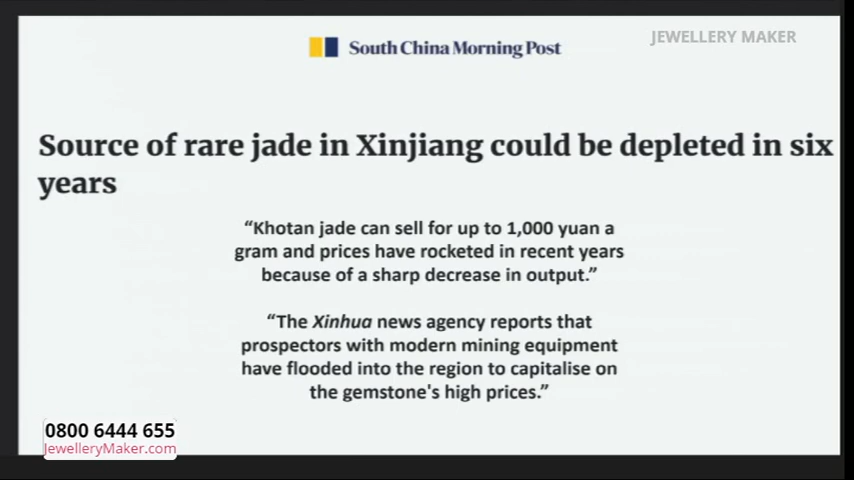 South China Morning Post
JEWELLERY MAKER
Source of rare jade in Xinjiang could be depleted in six
years
“Khotan jade can sell for up to 1,000 yuan a
gram and prices have rocketed in recent years
because of a sharp decrease in output.”
“The Xinhua news agency reports that
prospectors with modern mining equipment
have flooded into the region to capitalise on
the gemstone's high prices.”
0800 6444 655
JewelleryMaker.com